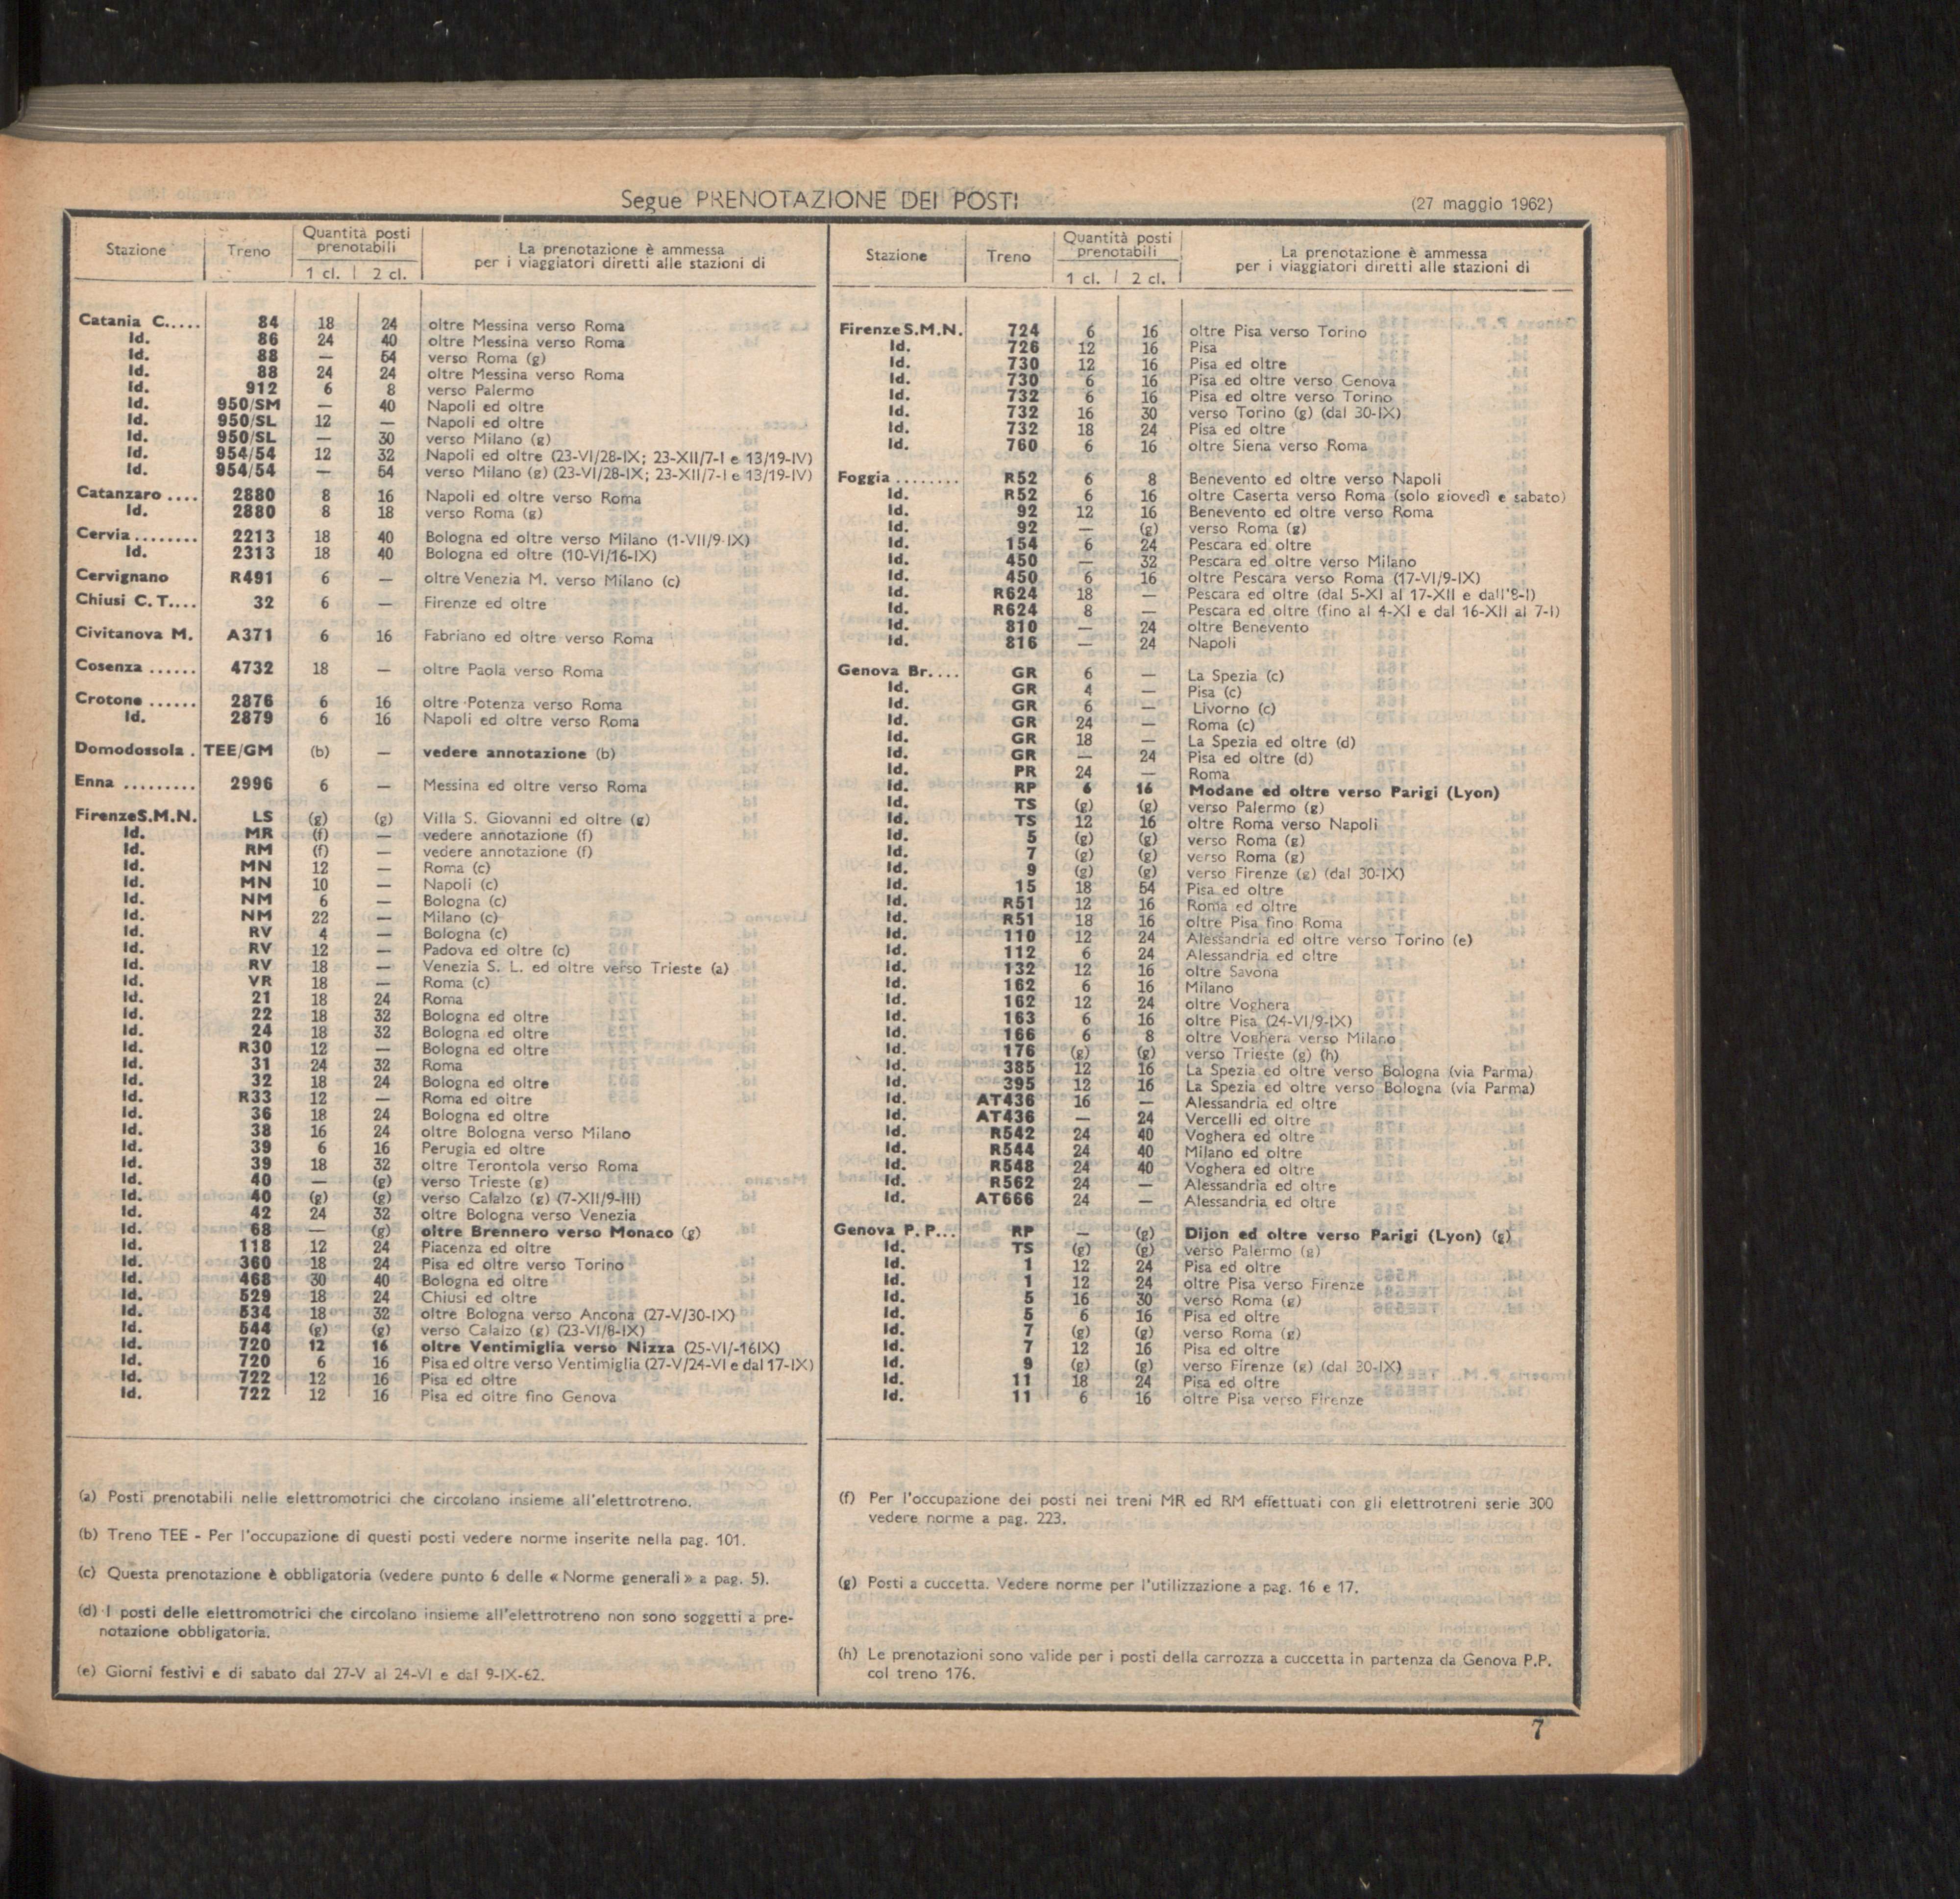 Segue PRENOTAZIONE DEI POSTI
(27 maggio 1962)
Stazione Treno Quantità posti prenotabili 1 cl. 2 cl. La prenotazione è ammessa per i viaggiatori diretti alle stazioni di
Catania C..... 84 18 24 oltre Messina verso Roma
Id. 86 24 40 oltre Messina verso Roma
Id. 88 — 54 verso Roma (g)
Id. 88 24 24 oltre Messina verso Roma
Id. 912 6 8 verso Palermo
Id. 950/SM — 40 Napoli ed oltre
Id. 950/SL 12 — Napoli ed oltre
Id. 950/SL — 30 verso Milano (g)
Id. 954/54 12 32 Napoli ed oltre (23-VI/28-IX; 23-XII/7-I e 13/19-IV)
Id. 954/54 — 54 verso Milano (g) (23-VI/28-IX; 23-XII/7-I e 13/19-IV)
Catanzaro .... 2880 8 16 Napoli ed oltre verso Roma
Id. 2880 8 18 verso Roma (g)
Cervia ........ 2213 18 40 Bologna ed oltre verso Milano (1-VII/9-IX)
Id. 2313 18 40 Bologna ed oltre (10-VI/16-IX)
Cervignano R491 6 — oltre Venezia M. verso Milano (c)
Chiusi C. T.... 32 6 — Firenze ed oltre
Civitanova M. A371 6 16 Fabriano ed oltre verso Roma
Cosenza ...... 4732 18 — oltre Paola verso Roma
Crotone ...... 2876 6 16 oltre Potenza verso Roma
Id. 2879 6 16 Napoli ed oltre verso Roma
Domodossola . TEE/GM (b) — vedere annotazione (b)
Enna ......... 2996 6 — Messina ed oltre verso Roma
Firenze S.M.N. LS (g) (g) Villa S. Giovanni ed oltre (g)
Id. MR (f) — vedere annotazione (f)
Id. RM (f) — vedere annotazione (f)
Id. MN 12 — Roma (c)
Id. MN 10 — Napoli (c)
Id. NM 6 — Bologna (c)
Id. NM 22 — Milano (c)
Id. RV 4 — Bologna (c)
Id. RV 12 — Padova ed oltre (c)
Id. RV 18 — Venezia S. L. ed oltre verso Trieste (a)
Id. VR 18 — Roma (c)
Id. 21 18 24 Roma
Id. 22 18 32 Bologna ed oltre
Id. 24 18 32 Bologna ed oltre
Id. R30 12 — Bologna ed oltre
Id. 31 24 32 Roma
Id. 32 18 24 Bologna ed oltre
Id. R33 12 — Roma ed oltre
Id. 36 18 24 Bologna ed oltre
Id. 38 16 24 oltre Bologna verso Milano
Id. 39 6 16 Perugia ed oltre
Id. 39 18 32 oltre Terontola verso Roma
Id. 40 — (g) verso Trieste (g)
Id. 40 (g) (g) verso Calalzo (g) (7-XII/9-III)
Id. 42 24 32 oltre Bologna verso Venezia
Id. 68 — (g) oltre Brennero verso Monaco (g)
Id. 118 12 24 Piacenza ed oltre
Id. 360 18 24 Pisa ed oltre verso Torino
Id. 468 30 40 Bologna ed oltre
Id. 529 18 24 Chiusi ed oltre
Id. 534 18 32 oltre Bologna verso Ancona (27-V/30-IX)
Id. 544 (g) (g) verso Calalzo (g) (23-VI/8-IX)
Id. 720 12 16 oltre Ventimiglia verso Nizza (25-VI/-16IX)
Id. 720 6 16 Pisa ed oltre verso Ventimiglia (27-V/24-VI e dal 17-IX)
Id. 722 12 16 Pisa ed oltre
Id. 722 12 16 Pisa ed oltre fino Genova
(a) Posti prenotabili nelle elettromotrici che circolano insieme all'elettrotreno.
(b) Treno TEE - Per l'occupazione di questi posti vedere norme inserite nella pag. 101.
(c) Questa prenotazione è obbligatoria (vedere punto 6 delle « Norme generali » a pag. 5).
(d) I posti delle elettromotrici che circolano insieme all'elettrotreno non sono soggetti a pre-
notazione obbligatoria.
(e) Giorni festivi e di sabato dal 27-V al 24-VI e dal 9-IX-62.
Stazione Treno Quantità posti prenotabili 1 cl. 2 cl. La prenotazione è ammessa per i viaggiatori diretti alle stazioni di
Firenze S.M.N. 724 6 16 oltre Pisa verso Torino
Id. 726 12 16 Pisa
Id. 730 12 16 Pisa ed oltre
Id. 730 6 16 Pisa ed oltre verso Genova
Id. 732 6 16 Pisa ed oltre verso Torino
Id. 732 16 30 verso Torino (g) (dal 30-IX)
Id. 732 18 24 Pisa ed oltre
Id. 760 6 16 oltre Siena verso Roma
Foggia ........ R52 6 8 Benevento ed oltre verso Napoli
Id. R52 6 16 oltre Caserta verso Roma (solo giovedì e sabato)
Id. 92 12 16 Benevento ed oltre verso Roma
Id. 92 — (g) verso Roma (g)
Id. 154 6 24 Pescara ed oltre
Id. 450 — 32 Pescara ed oltre verso Milano
Id. 450 6 16 oltre Pescara verso Roma (17-VI/9-IX)
Id. R624 18 — Pescara ed oltre (dal 5-XI al 17-XII e dall'8-I)
Id. R624 8 — Pescara ed oltre (fino al 4-XI e dal 16-XII al 7-I)
Id. 810 — 24 oltre Benevento
Id. 816 — 24 Napoli
Genova Br.... GR 6 — La Spezia (c)
Id. GR 4 — Pisa (c)
Id. GR 6 — Livorno (c)
Id. GR 24 — Roma (c)
Id. GR 18 — La Spezia ed oltre (d)
Id. GR — 24 Pisa ed oltre (d)
Id. PR 24 — Roma
Id. RP 6 16 Modane ed oltre verso Parigi (Lyon)
Id. TS (g) (g) verso Palermo (g)
Id. TS 12 16 oltre Roma verso Napoli
Id. 5 (g) (g) verso Roma (g)
Id. 7 (g) (g) verso Roma (g)
Id. 9 (g) (g) verso Firenze (g) (dal 30-IX)
Id. 15 18 54 Pisa ed oltre
Id. R51 12 16 Roma ed oltre
Id. R51 18 16 oltre Pisa fino Roma
Id. 110 12 24 Alessandria ed oltre verso Torino (e)
Id. 112 6 24 Alessandria ed oltre
Id. 132 12 16 oltre Savona
Id. 162 6 16 Milano
Id. 162 12 24 oltre Voghera
Id. 163 6 16 oltre Pisa (24-VI/9-IX)
Id. 166 6 8 oltre Voghera verso Milano
Id. 176 (g) (g) verso Trieste (g) (h)
Id. 385 12 16 La Spezia ed oltre verso Bologna (via Parma)
Id. 395 12 16 La Spezia ed oltre verso Bologna (via Parma)
Id. AT436 16 — Alessandria ed oltre
Id. AT436 — 24 Vercelli ed oltre
Id. R542 24 40 Voghera ed oltre
Id. R544 24 40 Milano ed oltre
Id. R548 24 40 Voghera ed oltre
Id. R562 24 — Alessandria ed oltre
Id. AT666 24 — Alessandria ed oltre
Genova P. P... RP — (g) Dijon ed oltre verso Parigi (Lyon) (g)
Id. TS (g) (g) verso Palermo (g)
Id. 1 12 24 Pisa ed oltre
Id. 1 12 24 oltre Pisa verso Firenze
Id. 5 16 30 verso Roma (g)
Id. 5 6 16 Pisa ed oltre
Id. 7 (g) (g) verso Roma (g)
Id. 7 12 16 Pisa ed oltre
Id. 9 (g) (g) verso Firenze (g) (dal 30-IX)
Id. 11 18 24 Pisa ed oltre
Id. 11 6 16 oltre Pisa verso Firenze
(f) Per l'occupazione dei posti nei treni MR ed RM effettuati con gli elettrotreni serie 300
vedere norme a pag. 223.
(g) Posti a cuccetta. Vedere norme per l'utilizzazione a pag. 16 e 17.
(h) Le prenotazioni sono valide per i posti della carrozza a cuccetta in partenza da Genova P.P.
col treno 176.
7